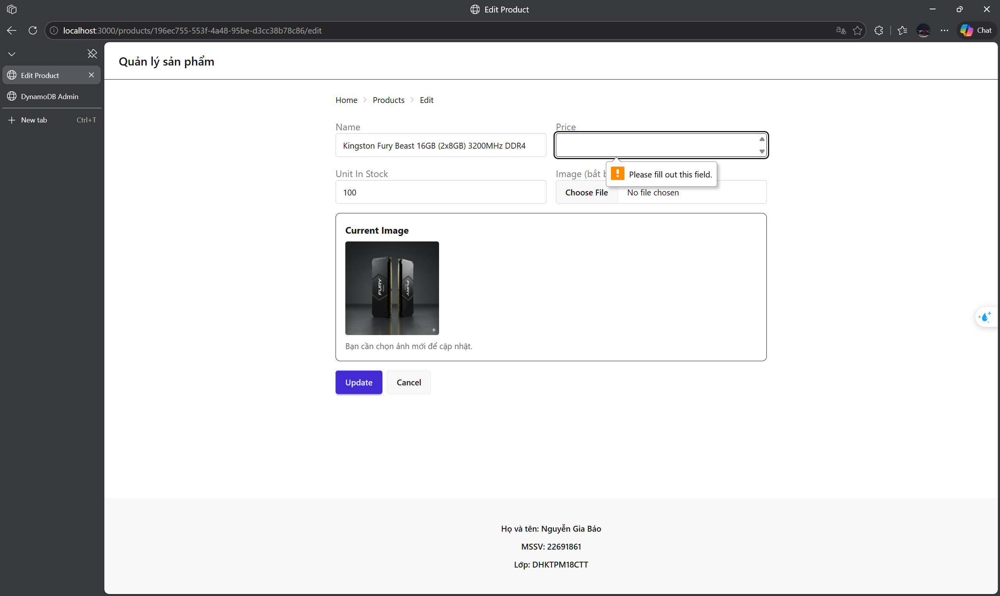 Edit Product
localhost:3000/products/196ec755-553f-4a48-95be-d3cc38b78c86/edit
Chat
Edit Product
DynamoDB Admin
New tab Ctrl+T
Quản lý sản phẩm
Home Products Edit
Name
Price
Kingston Fury Beast 16GB (2x8GB) 3200MHz DDR4
Please fill out this field.
Unit In Stock
Image (bắt
100
Choose File No file chosen
Current Image
FURY
FURY
Bạn cần chọn ảnh mới để cập nhật.
Update
Cancel
Họ và tên: Nguyễn Gia Bảo
MSSV: 22691861
Lớp: DHKTPM18CTT